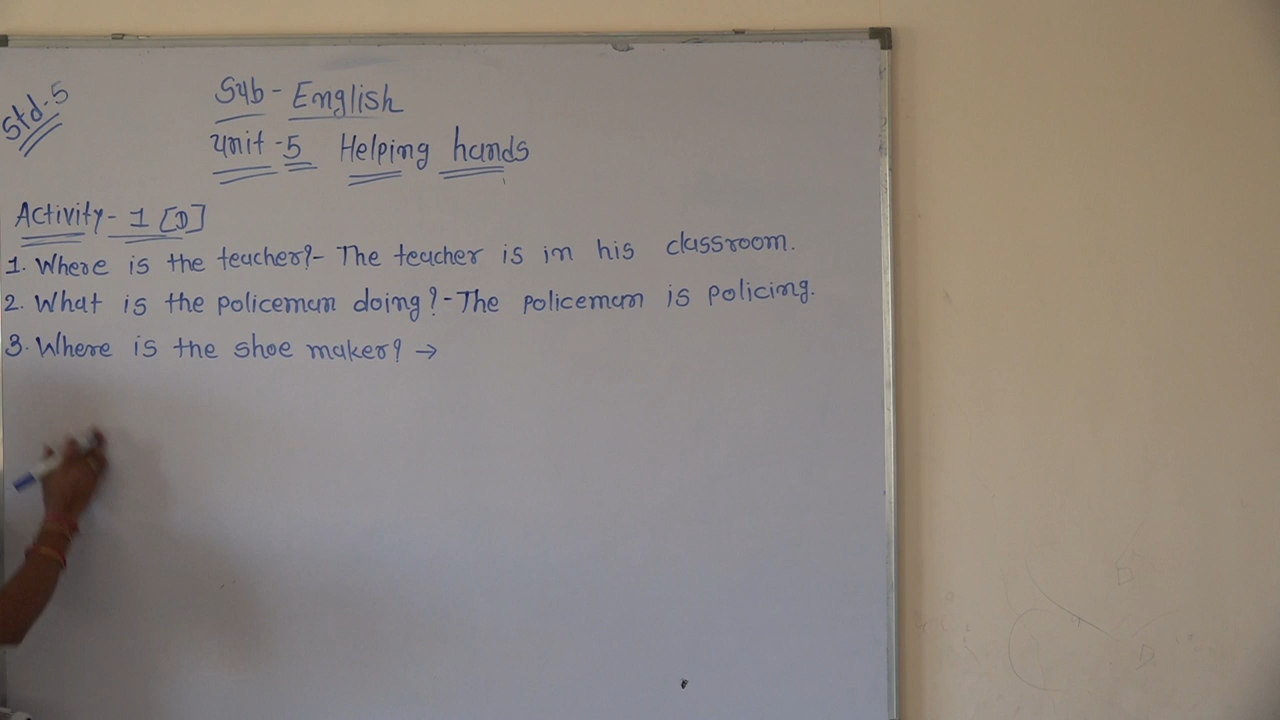 Std-5
Sub- English
Unit-5 Helping hands
Activity-1 [D]
1. Where is the teacher?- The teacher is in his classroom.
2. What is the policeman doing?-The policeman is policing.
3. Where is the shoe maker? →